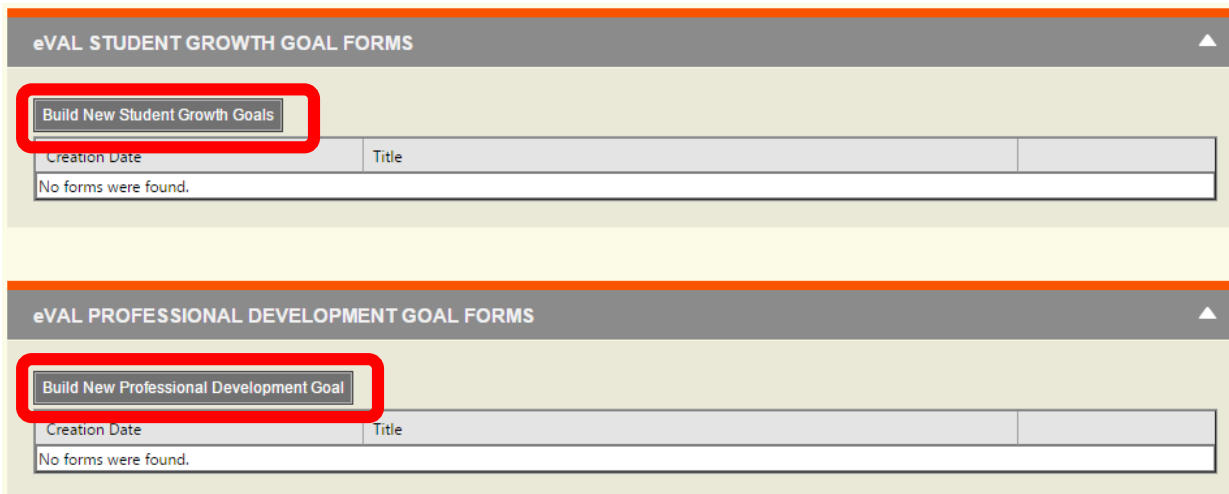 eVAL STUDENT GROWTH GOAL FORMS
Build New Student Growth Goals
Creation Date Title
No forms were found.
eVAL PROFESSIONAL DEVELOPMENT GOAL FORMS
Build New Professional Development Goal
Creation Date Title
No forms were found.